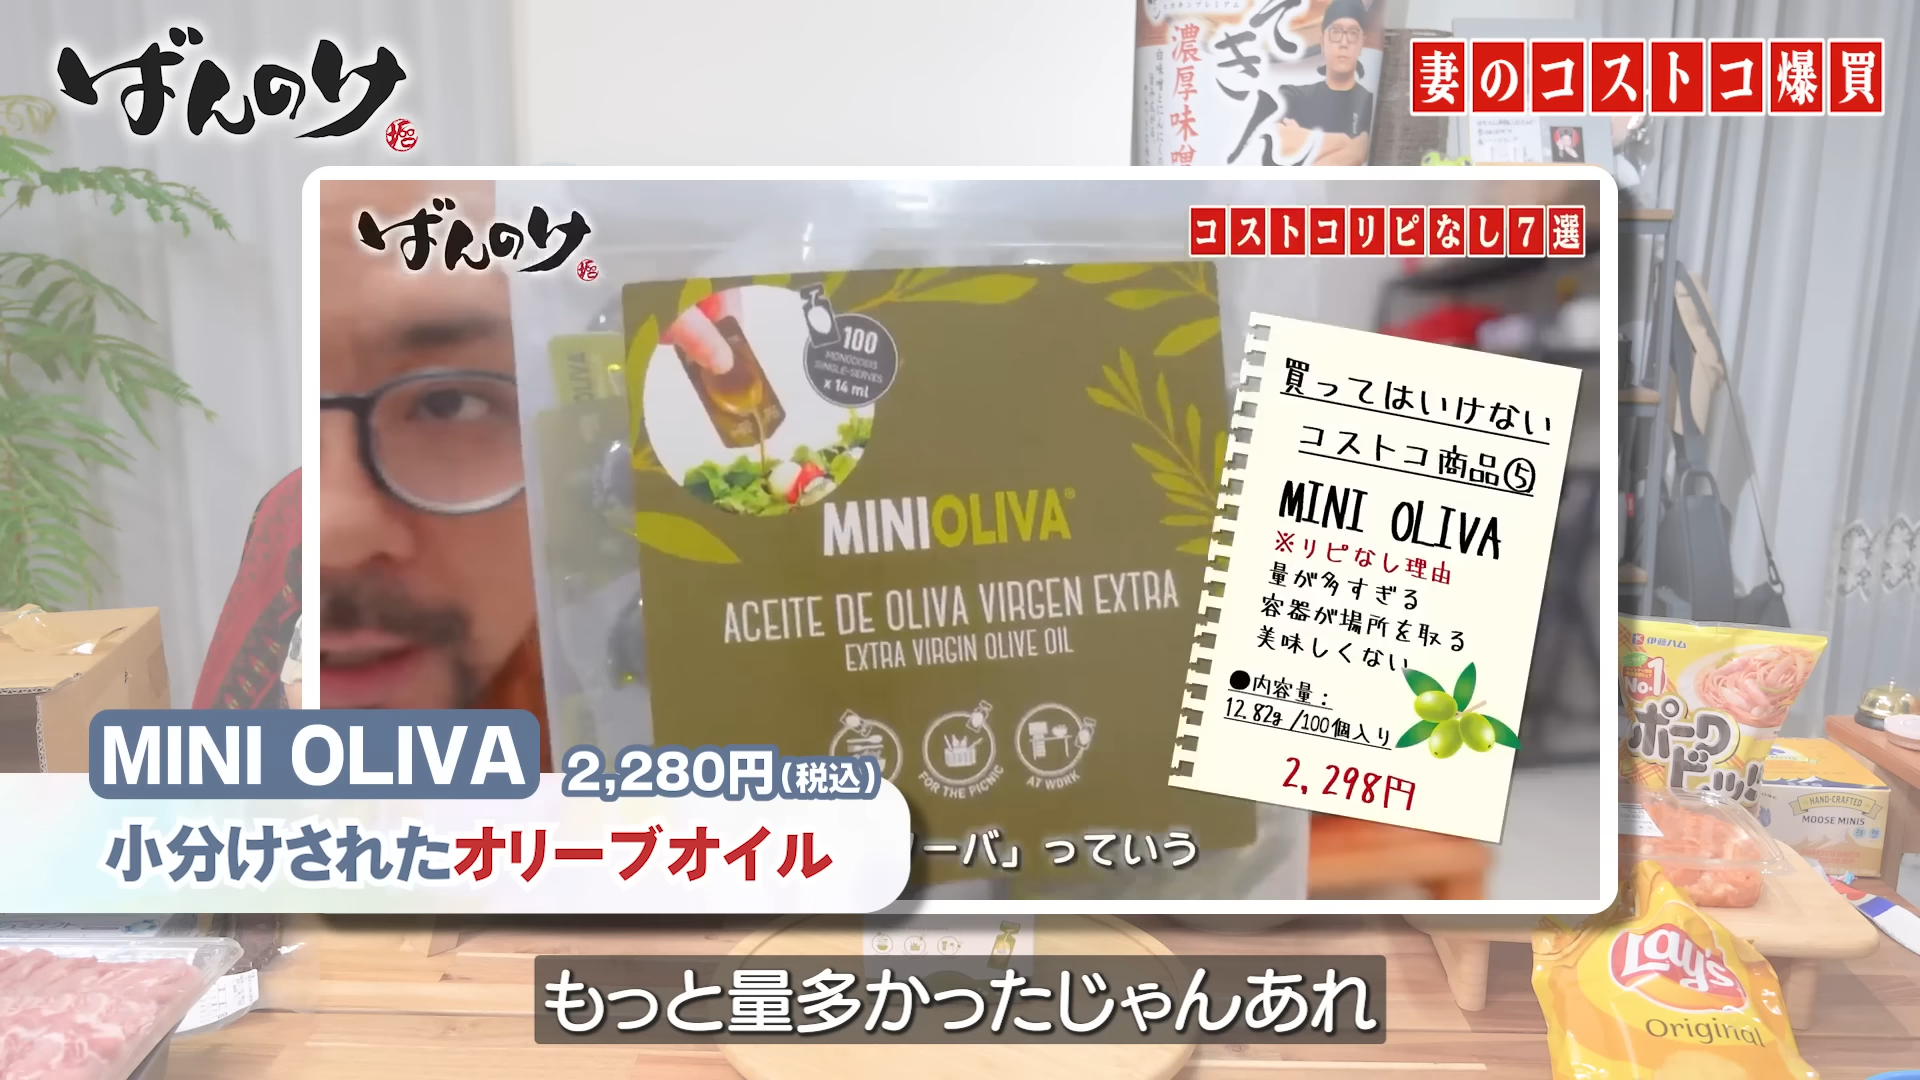 ばんのけ
妻のコストコ爆買
濃厚味噌
てきん
ばんのけ
コストコリピなし7選
100
MONODOSIS
SINGLE-SERVES
x 14 ml
OLIVA
MINIOLIVA®
ACEITE DE OLIVA VIRGEN EXTRA
EXTRA VIRGIN OLIVE OIL
FOR THE PICNIC
AT WORK
買ってはいけない
コストコ商品⑤
MINI OLIVA
※リピなし理由
量が多すぎる
容器が場所を取る
美味しくない
●内容量：
12.82g/100個入り
2,298円
ーバ」っていう
MINI OLIVA
2,280円(税込)
小分けされたオリーブオイル
もっと量多かったじゃんあれ
伊藤ハム
No.1
ポーク
ビッツ
HAND-CRAFTED
MOOSE MINIS
Lay's
Original